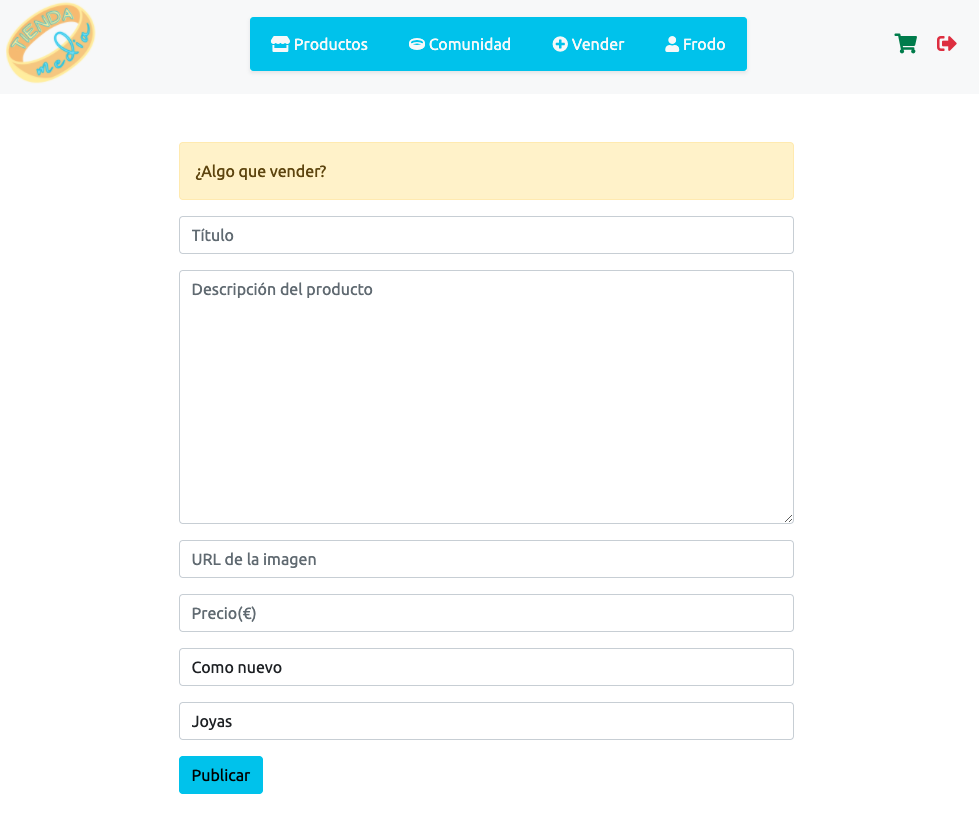 TIENDA
media
Productos Comunidad Vender Frodo
¿Algo que vender?
Título
Descripción del producto
URL de la imagen
Precio(€)
Como nuevo
Joyas
Publicar